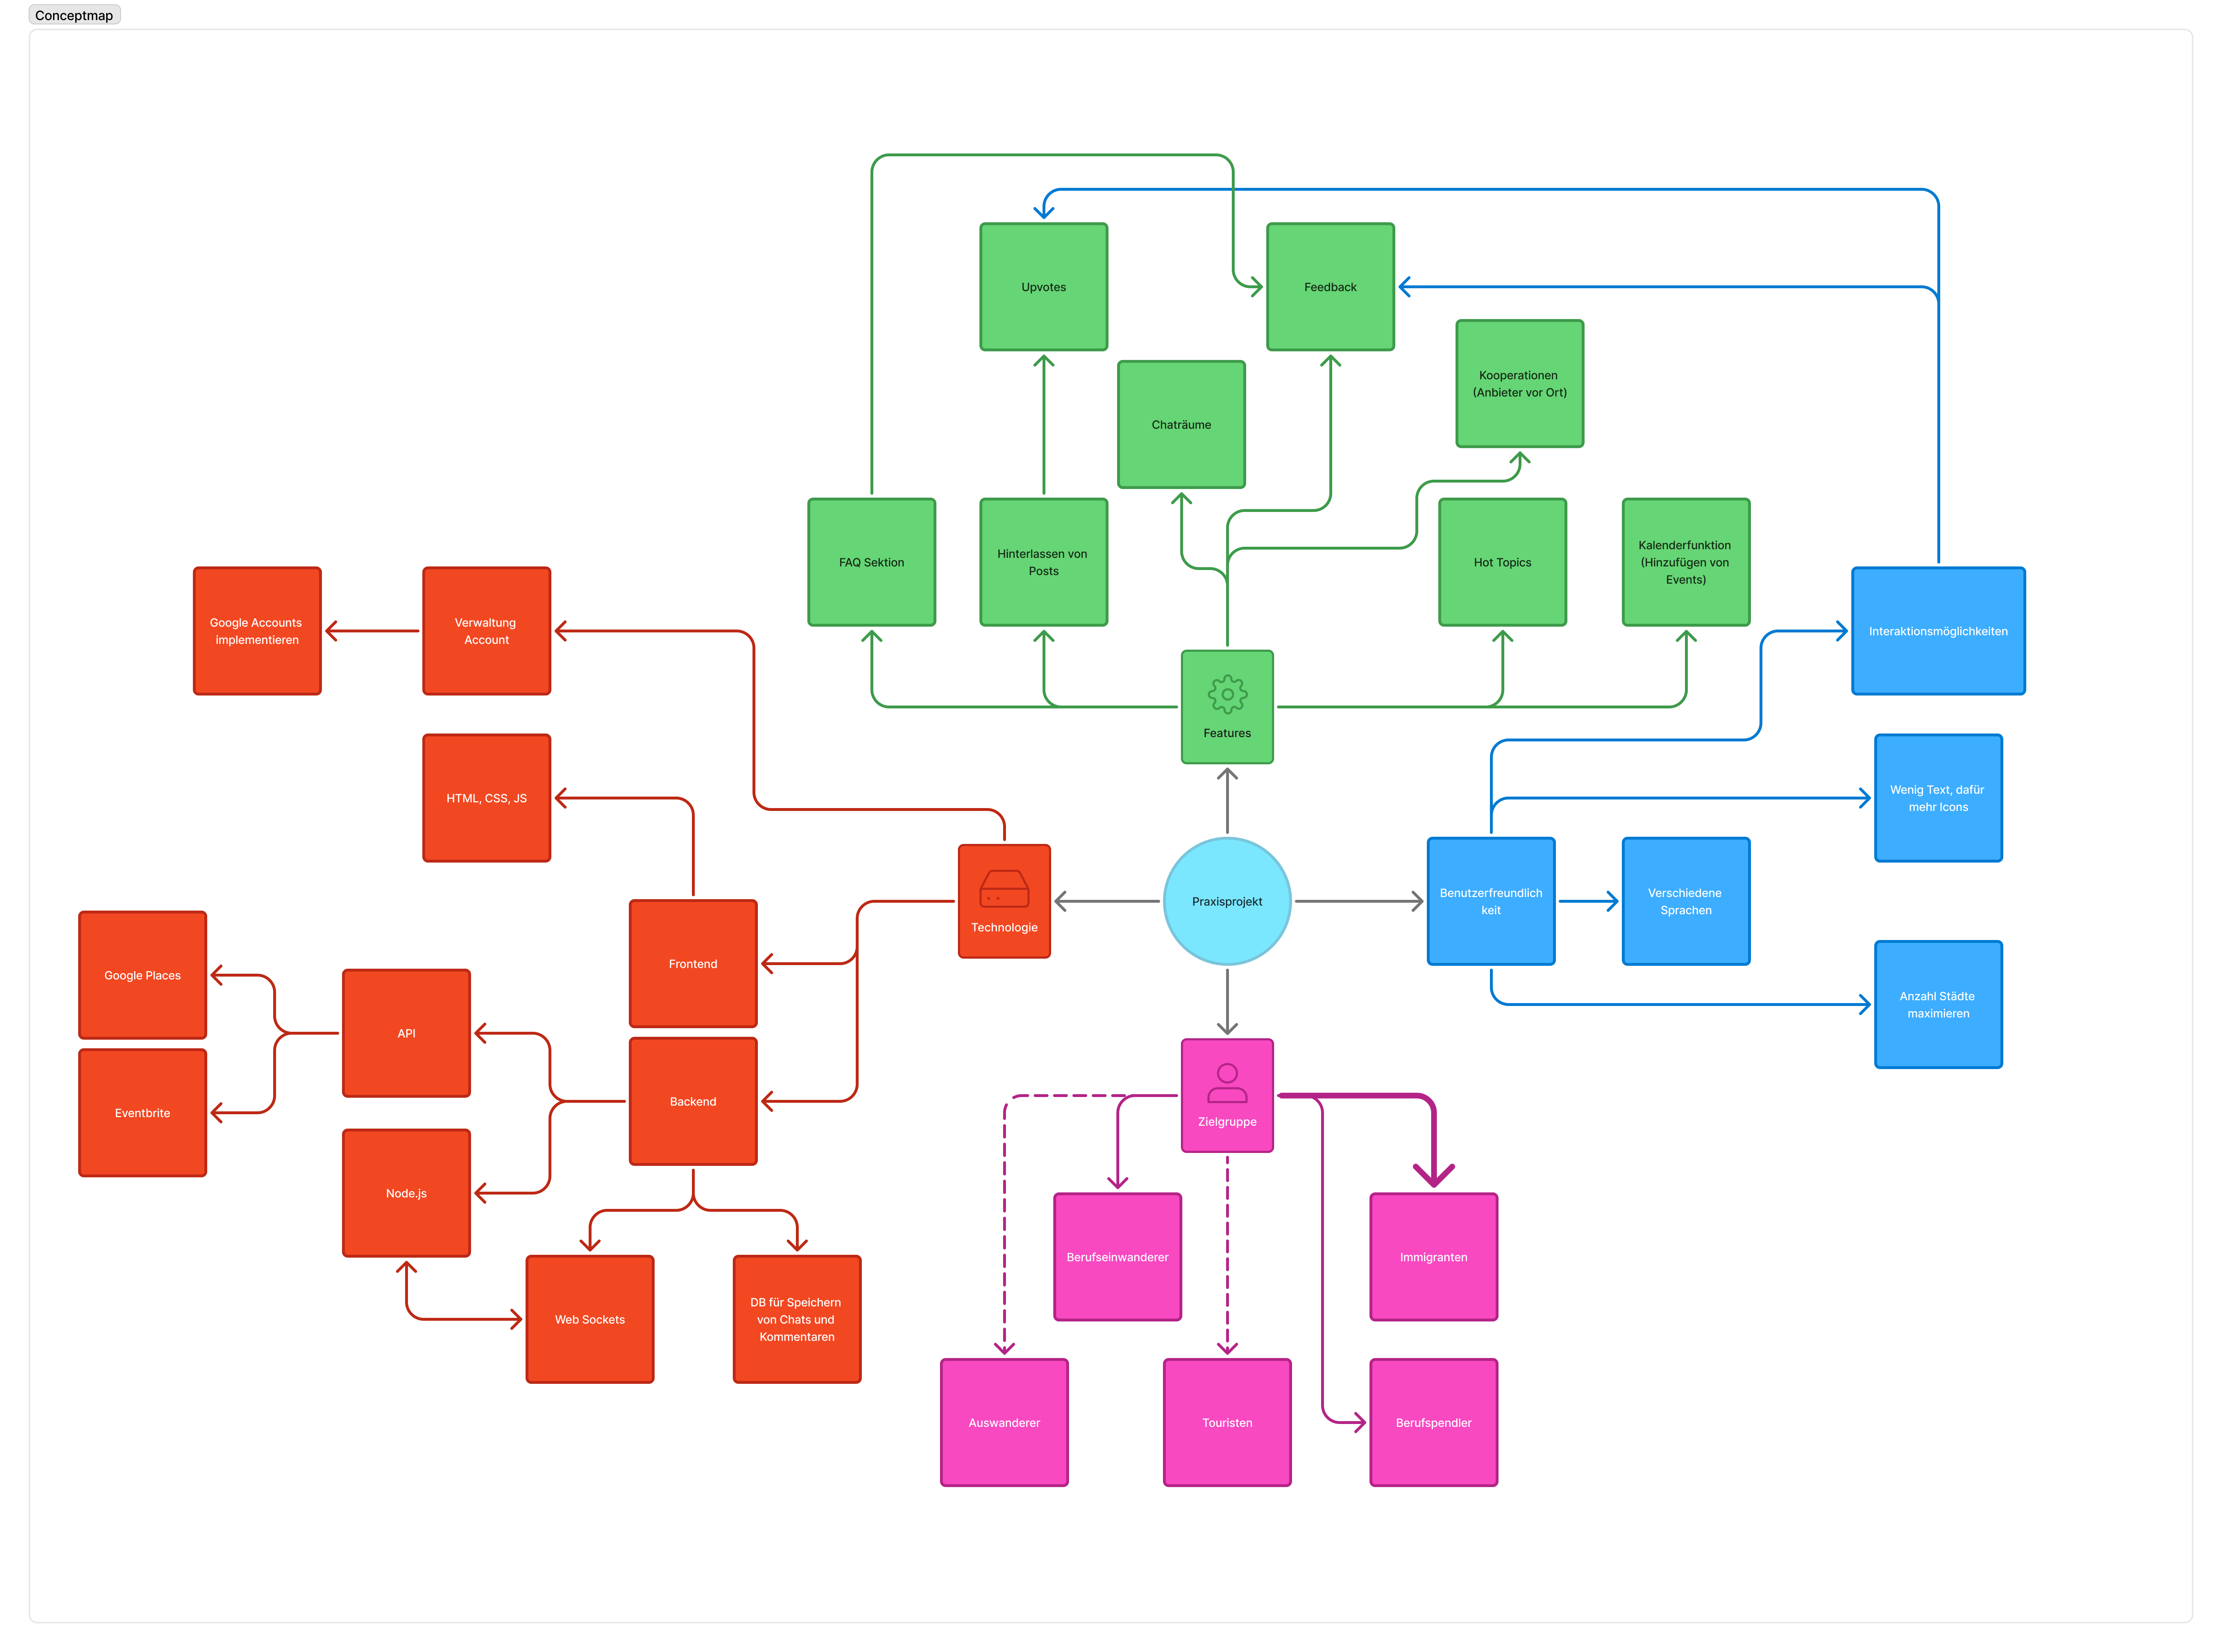 Conceptmap
Upvotes
Feedback
Kooperationen
(Anbieter vor Ort)
Chaträume
FAQ Sektion
Hinterlassen von
Posts
Hot Topics
Kalenderfunktion
(Hinzufügen von
Events)
Google Accounts
implementieren
Verwaltung
Account
Interaktionsmöglichkeiten
Features
HTML, CSS, JS
Wenig Text, dafür
mehr Icons
Technologie
Praxisprojekt
Benutzerfreundlich
keit
Verschiedene
Sprachen
Frontend
Google Places
API
Anzahl Städte
maximieren
Eventbrite
Backend
Zielgruppe
Node.js
Berufseinwanderer
Immigranten
Web Sockets
DB für Speichern
von Chats und
Kommentaren
Auswanderer
Touristen
Berufspendler